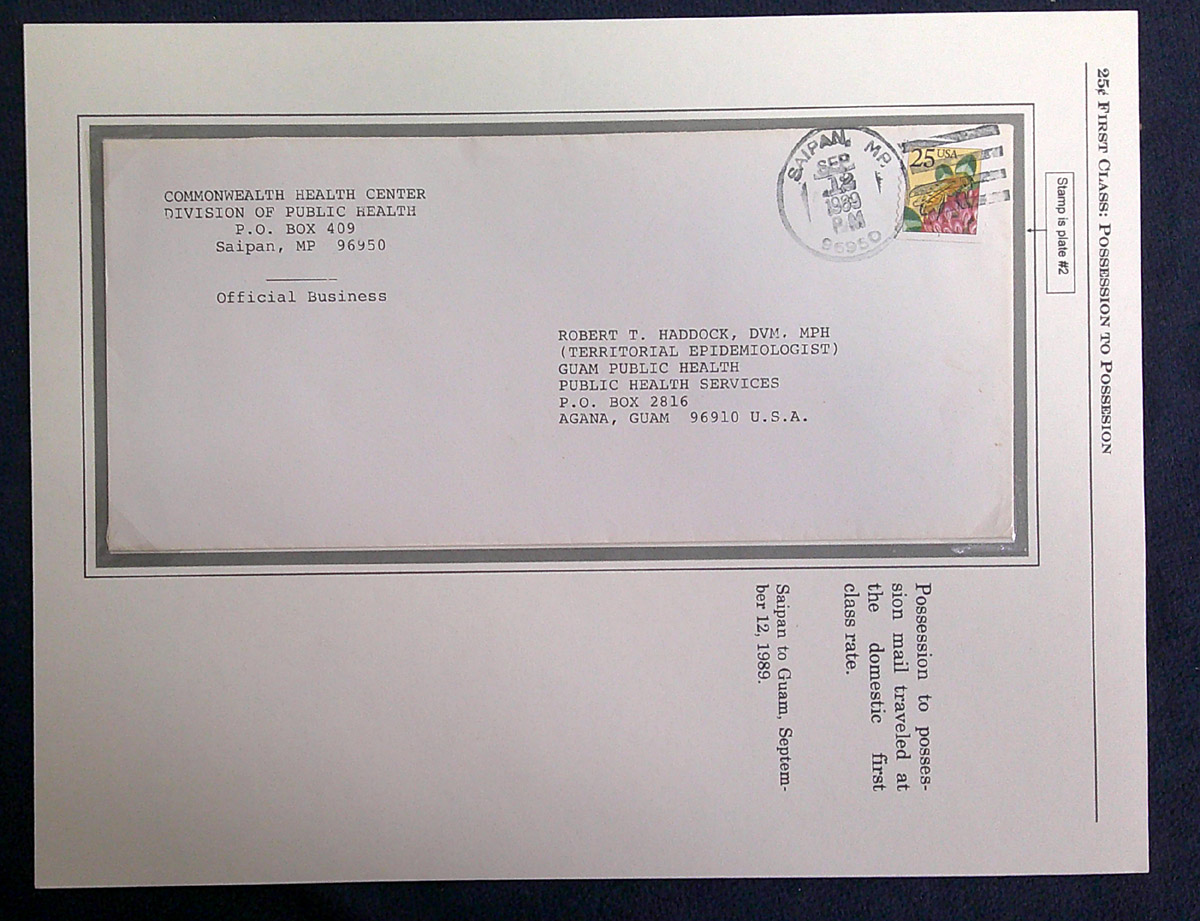 25¢ FIRST CLASS: POSSESSION TO POSSESION
Stamp is plate #2
COMMONWEALTH HEALTH CENTER
DIVISION OF PUBLIC HEALTH
P.O. BOX 409
Saipan, MP 96950
Official Business
SAIPAN, MP
SEP
12
1989
PM
96950
25 USA
ROBERT T. HADDOCK, DVM. MPH
(TERRITORIAL EPIDEMIOLOGIST)
GUAM PUBLIC HEALTH
PUBLIC HEALTH SERVICES
P.O. BOX 2816
AGANA, GUAM 96910 U.S.A.
Possession to posses-
sion mail traveled at
the domestic first
class rate.
Saipan to Guam, Septem-
ber 12, 1989.